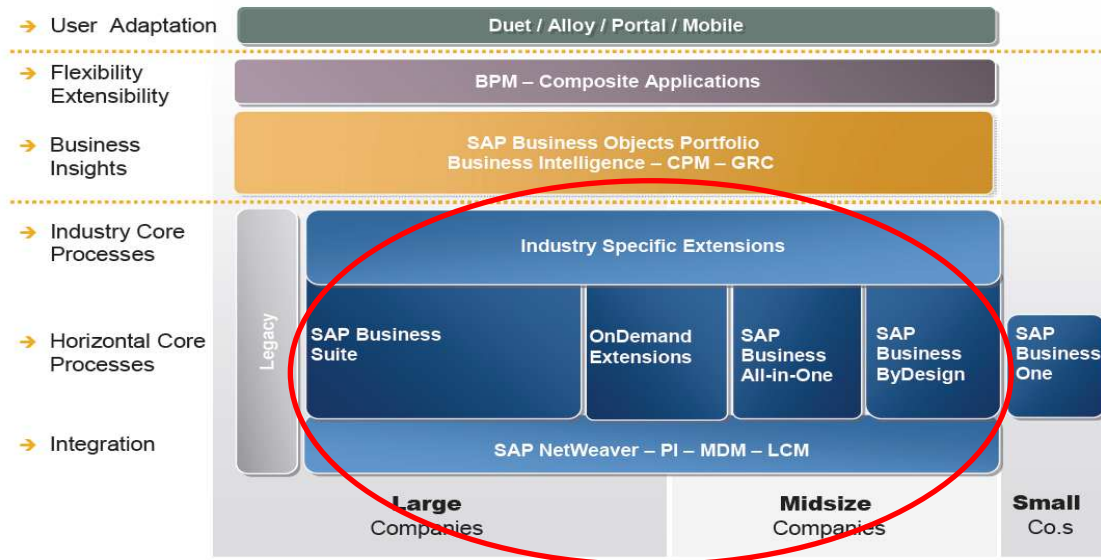 → User Adaptation
Duet / Alloy / Portal / Mobile
→ Flexibility
Extensibility
BPM – Composite Applications
→ Business
Insights
SAP Business Objects Portfolio
Business Intelligence – CPM – GRC
→ Industry Core
Processes
Industry Specific Extensions
Legacy
→ Horizontal Core
Processes
SAP Business
Suite
OnDemand
Extensions
SAP
Business
All-in-One
SAP
Business
ByDesign
SAP
Business
One
→ Integration
SAP NetWeaver – PI – MDM – LCM
Large
Companies
Midsize
Companies
Small
Co.s